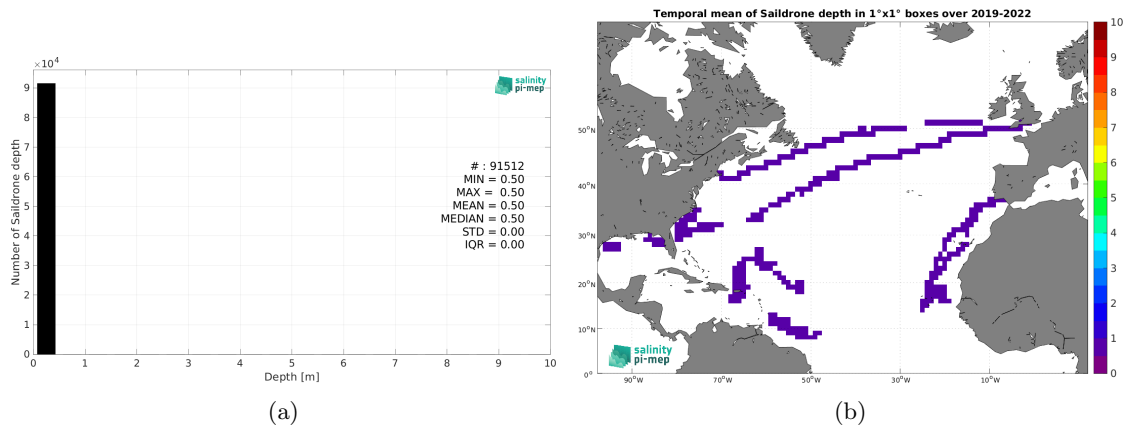 ×10⁴
9
8
7
6
5
4
3
2
1
0
Number of Saildrone depth
0 1 2 3 4 5 6 7 8 9 10
Depth [m]
salinity
pi-mep
# : 91512
MIN = 0.50
MAX = 0.50
MEAN = 0.50
MEDIAN = 0.50
STD = 0.00
IQR = 0.00
(a)
Temporal mean of Saildrone depth in 1°x1° boxes over 2019-2022
50°N
40°N
30°N
20°N
10°N
0°
90°W 70°W 50°W 30°W 10°W
salinity
pi-mep
10
9
8
7
6
5
4
3
2
1
0
(b)